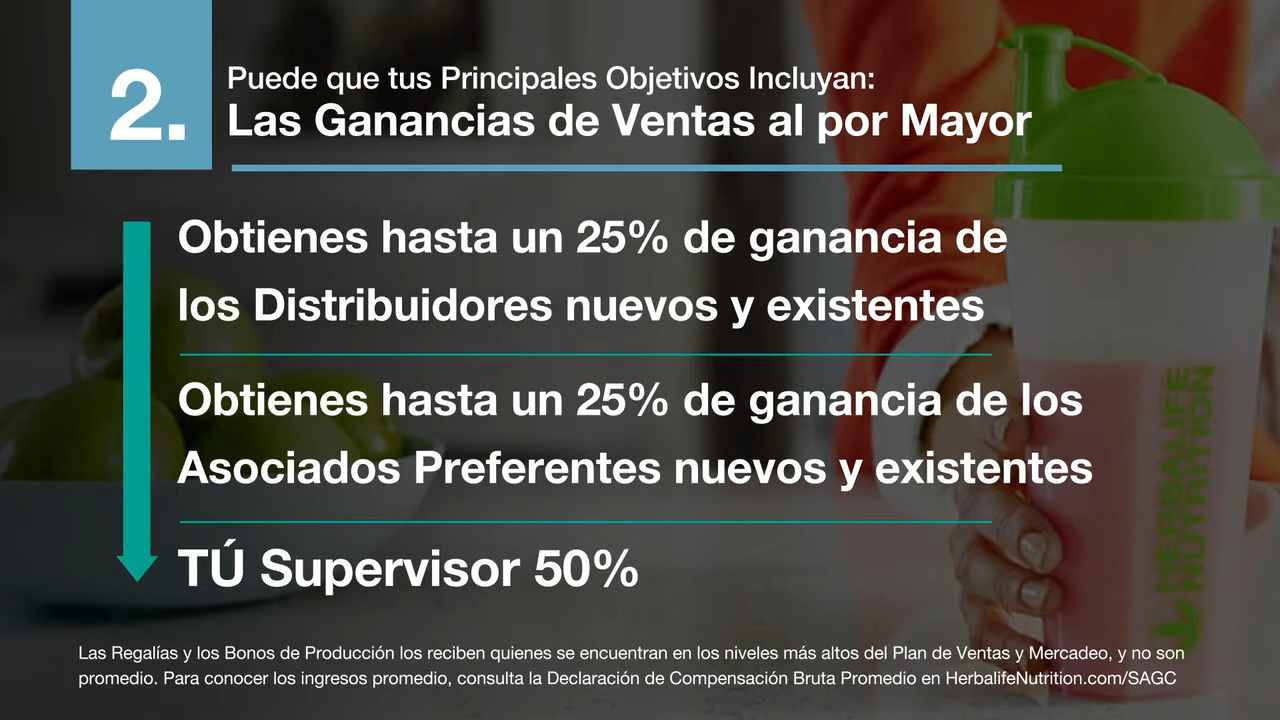 2.
Puede que tus Principales Objetivos Incluyan:
Las Ganancias de Ventas al por Mayor
Obtienes hasta un 25% de ganancia de
los Distribuidores nuevos y existentes
Obtienes hasta un 25% de ganancia de los
Asociados Preferentes nuevos y existentes
TÚ Supervisor 50%
HERBALIFE
NUTRITION
Las Regalías y los Bonos de Producción los reciben quienes se encuentran en los niveles más altos del Plan de Ventas y Mercadeo, y no son
promedio. Para conocer los ingresos promedio, consulta la Declaración de Compensación Bruta Promedio en HerbalifeNutrition.com/SAGC